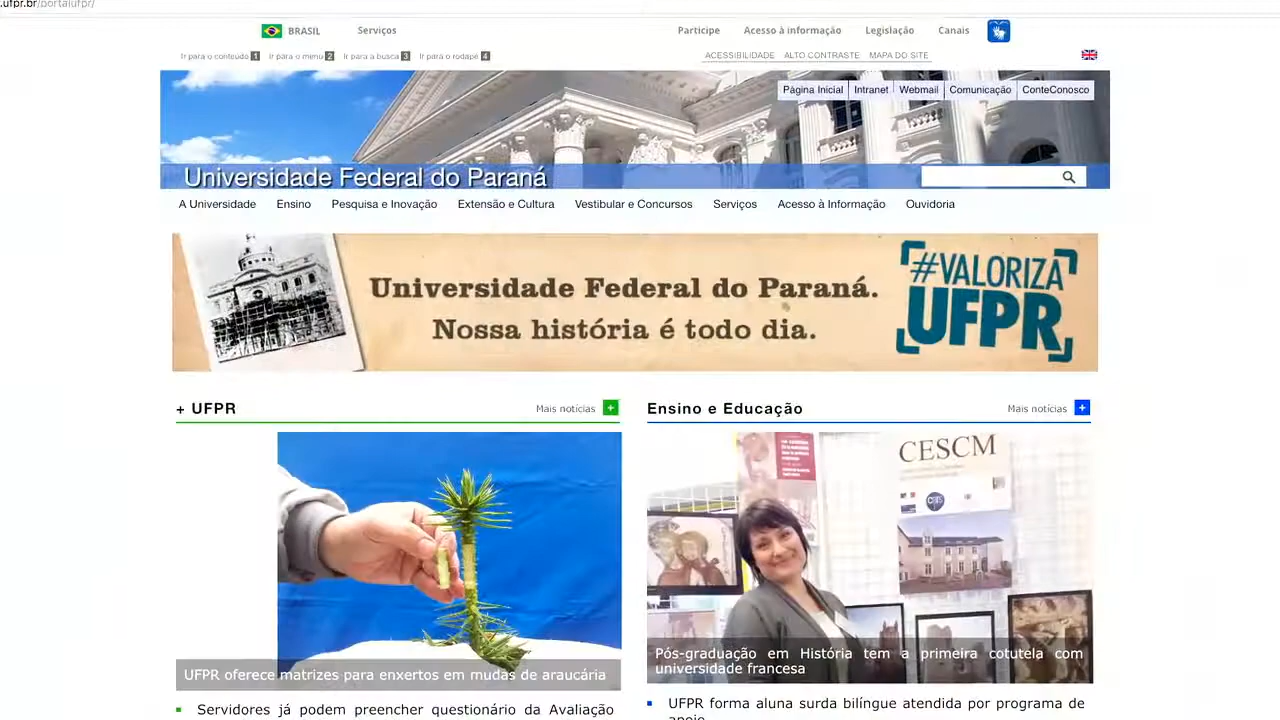 .ufpr.br/portalufpr/
BRASIL Serviços Participe Acesso à informação Legislação Canais
Ir para o conteúdo 1 Ir para o menu 2 Ir para a busca 3 Ir para o rodapé 4 ACESSIBILIDADE ALTO CONTRASTE MAPA DO SITE
Página Inicial Intranet Webmail Comunicação ConteConosco
Universidade Federal do Paraná
A Universidade Ensino Pesquisa e Inovação Extensão e Cultura Vestibular e Concursos Serviços Acesso à Informação Ouvidoria
Universidade Federal do Paraná.
Nossa história é todo dia.
#VALORIZA
UFPR
+ UFPR Mais notícias +
Ensino e Educação Mais notícias +
CESCM
UFPR oferece matrizes para enxertos em mudas de araucária
Pós-graduação em História tem a primeira cotutela com
universidade francesa
Servidores já podem preencher questionário da Avaliação
UFPR forma aluna surda bilíngue atendida por programa de
apoio